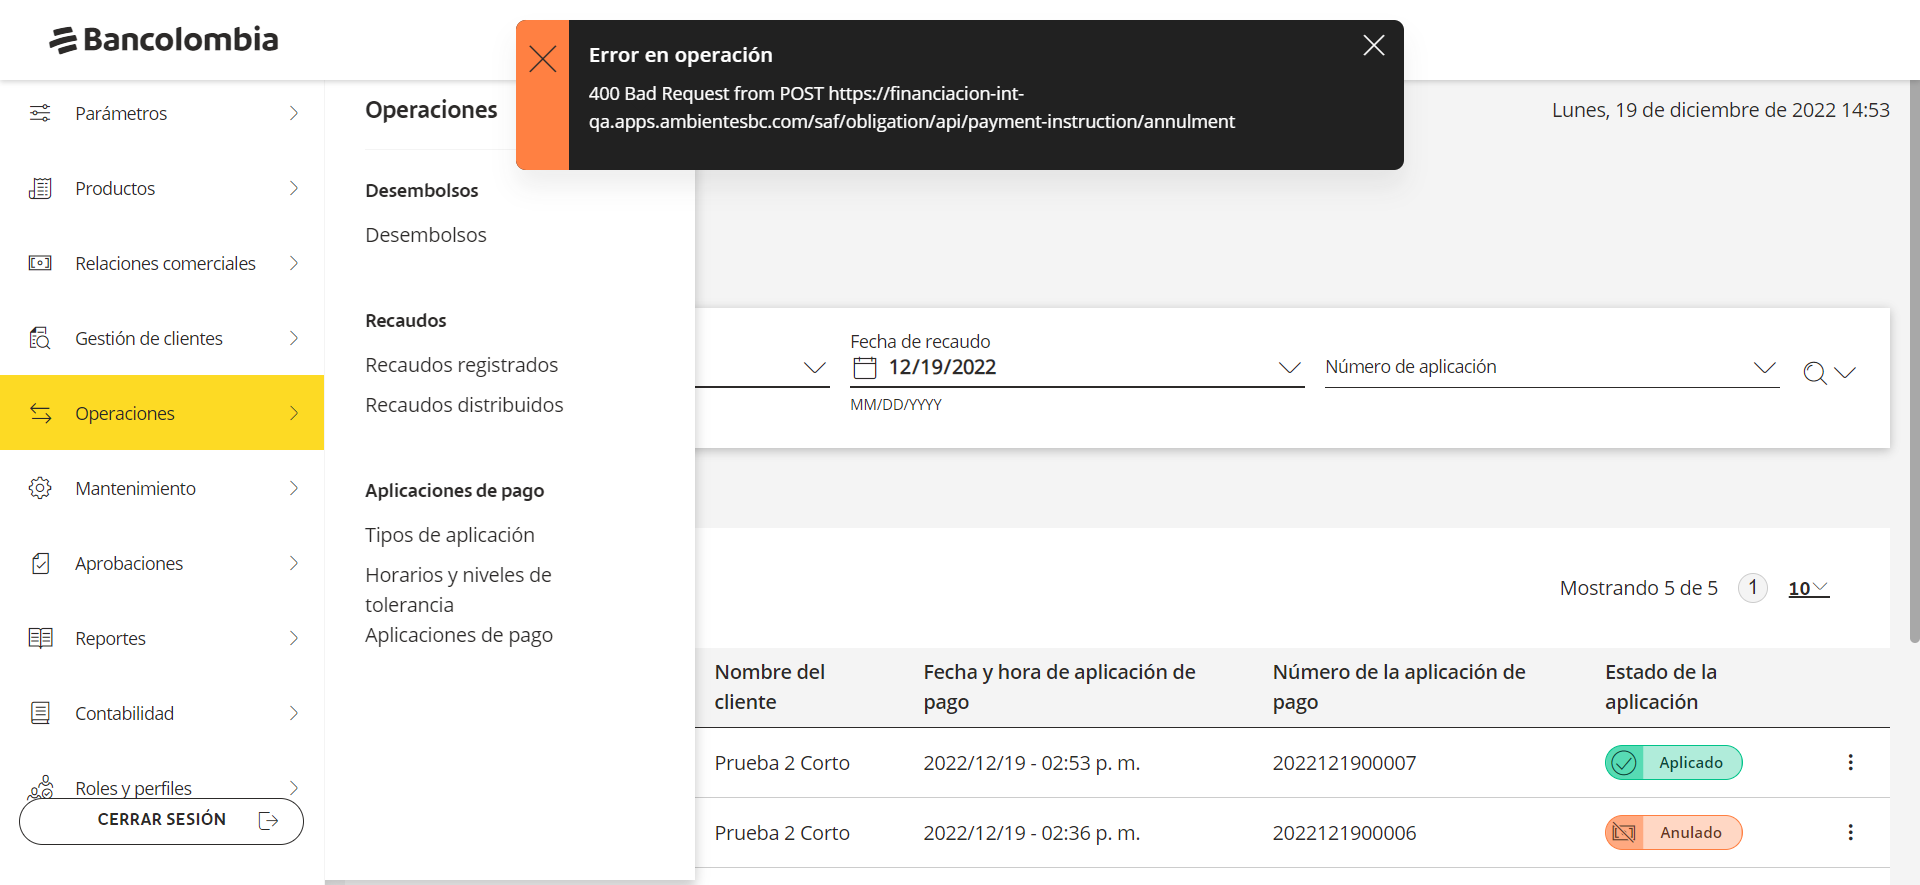 Bancolombia
Error en operación
400 Bad Request from POST https://financiacion-int-
qa.apps.ambientesbc.com/saf/obligation/api/payment-instruction/annulment
Lunes, 19 de diciembre de 2022 14:53
Parámetros
Productos
Relaciones comerciales
Gestión de clientes
Operaciones
Mantenimiento
Aprobaciones
Reportes
Contabilidad
Roles y perfiles
CERRAR SESIÓN
Operaciones
Desembolsos
Desembolsos
Recaudos
Recaudos registrados
Recaudos distribuidos
Aplicaciones de pago
Tipos de aplicación
Horarios y niveles de
tolerancia
Aplicaciones de pago
Fecha de recaudo
12/19/2022
MM/DD/YYYY
Número de aplicación
Mostrando 5 de 5 1 10
Nombre del
cliente
Fecha y hora de aplicación de
pago
Número de la aplicación de
pago
Estado de la
aplicación
Prueba 2 Corto 2022/12/19 - 02:53 p. m. 2022121900007 Aplicado
Prueba 2 Corto 2022/12/19 - 02:36 p. m. 2022121900006 Anulado